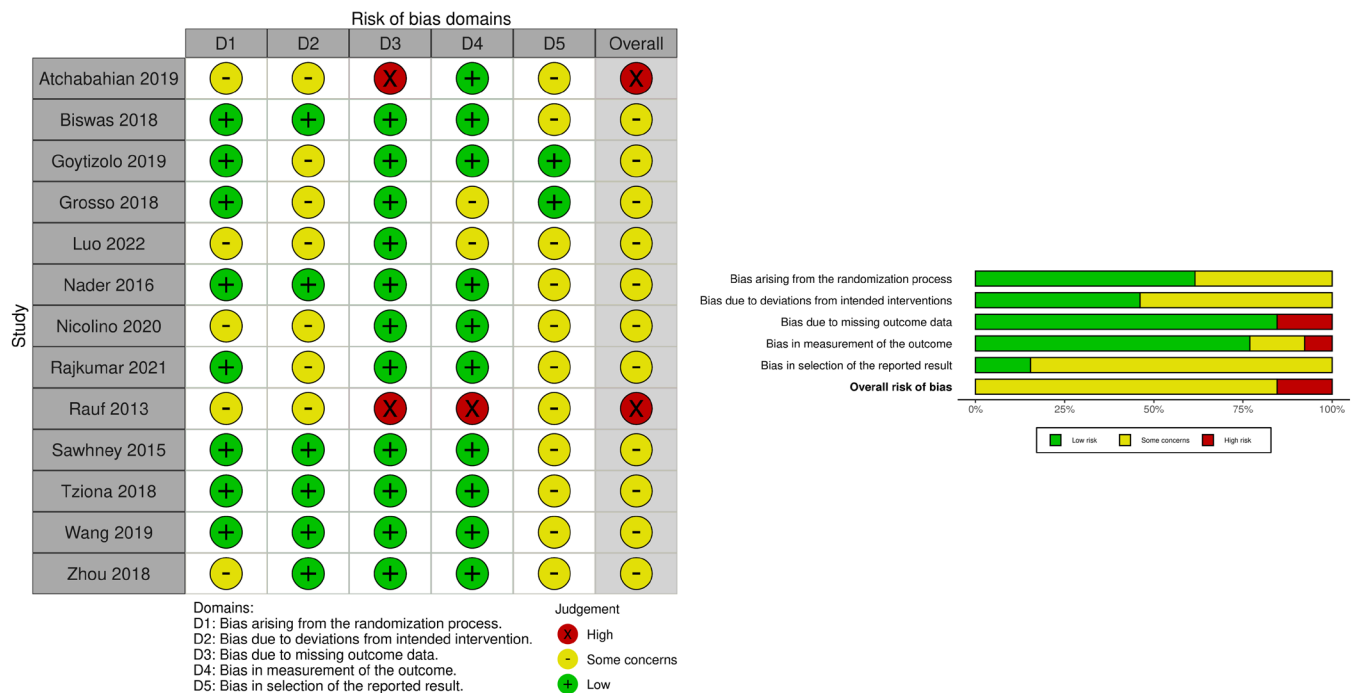 Risk of bias domains
D1 D2 D3 D4 D5 Overall
Study
Atchabahian 2019 - - X + - X
Biswas 2018 + + + + - -
Goytizolo 2019 + - + + + -
Grosso 2018 + - + - + -
Luo 2022 - - + - - -
Nader 2016 + + + + - -
Nicolino 2020 - - + + - -
Rajkumar 2021 + - + + - -
Rauf 2013 - - X X - X
Sawhney 2015 + + + + - -
Tziona 2018 + + + + - -
Wang 2019 + + + + - -
Zhou 2018 - + + + - -
Domains:
D1: Bias arising from the randomization process.
D2: Bias due to deviations from intended intervention.
D3: Bias due to missing outcome data.
D4: Bias in measurement of the outcome.
D5: Bias in selection of the reported result.
Judgement
X High
- Some concerns
+ Low
Bias arising from the randomization process
Bias due to deviations from intended interventions
Bias due to missing outcome data
Bias in measurement of the outcome
Bias in selection of the reported result
Overall risk of bias
0% 25% 50% 75% 100%
Low risk Some concerns High risk